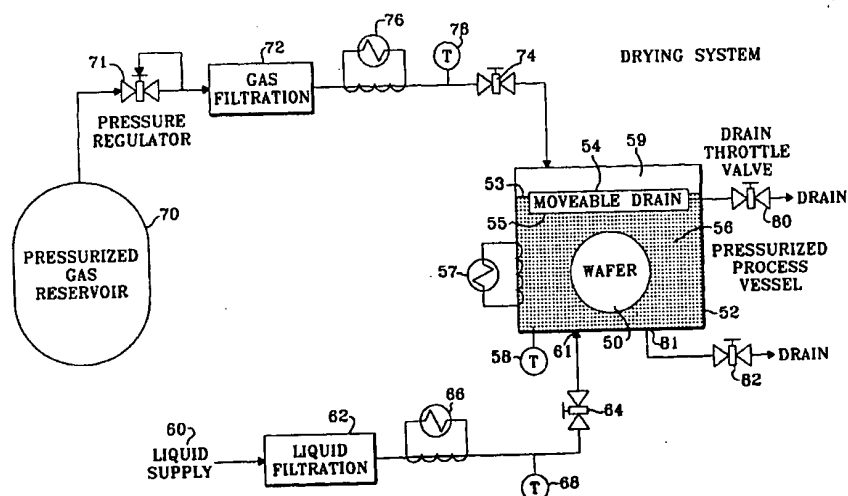 76
78
71
72
74
GAS
FILTRATION
T
DRYING SYSTEM
PRESSURE
REGULATOR
59
54
DRAIN
THROTTLE
VALVE
53
MOVEABLE DRAIN
DRAIN
55
80
70
56
PRESSURIZED
GAS
RESERVOIR
57
WAFER
PRESSURIZED
PROCESS
VESSEL
52
58
T
61
50
81
DRAIN
82
66
64
60
62
LIQUID
SUPPLY
LIQUID
FILTRATION
T
68